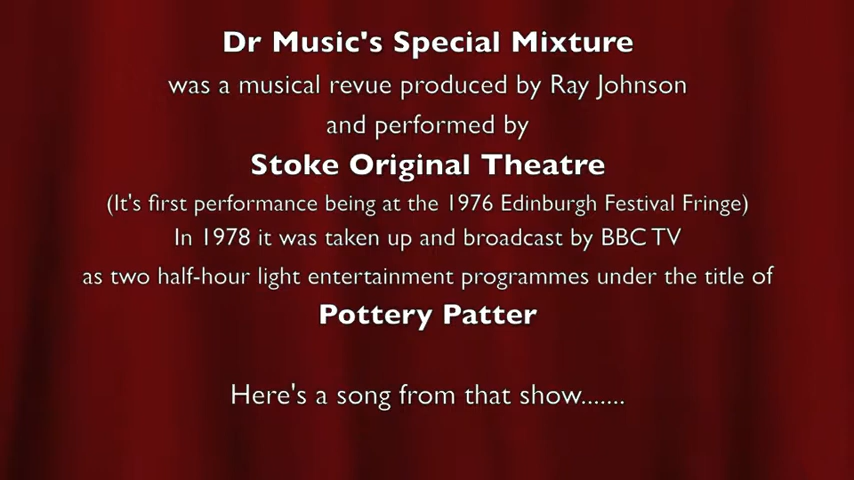 Dr Music's Special Mixture
was a musical revue produced by Ray Johnson
and performed by
Stoke Original Theatre
(It's first performance being at the 1976 Edinburgh Festival Fringe)
In 1978 it was taken up and broadcast by BBC TV
as two half-hour light entertainment programmes under the title of
Pottery Patter
Here's a song from that show.......